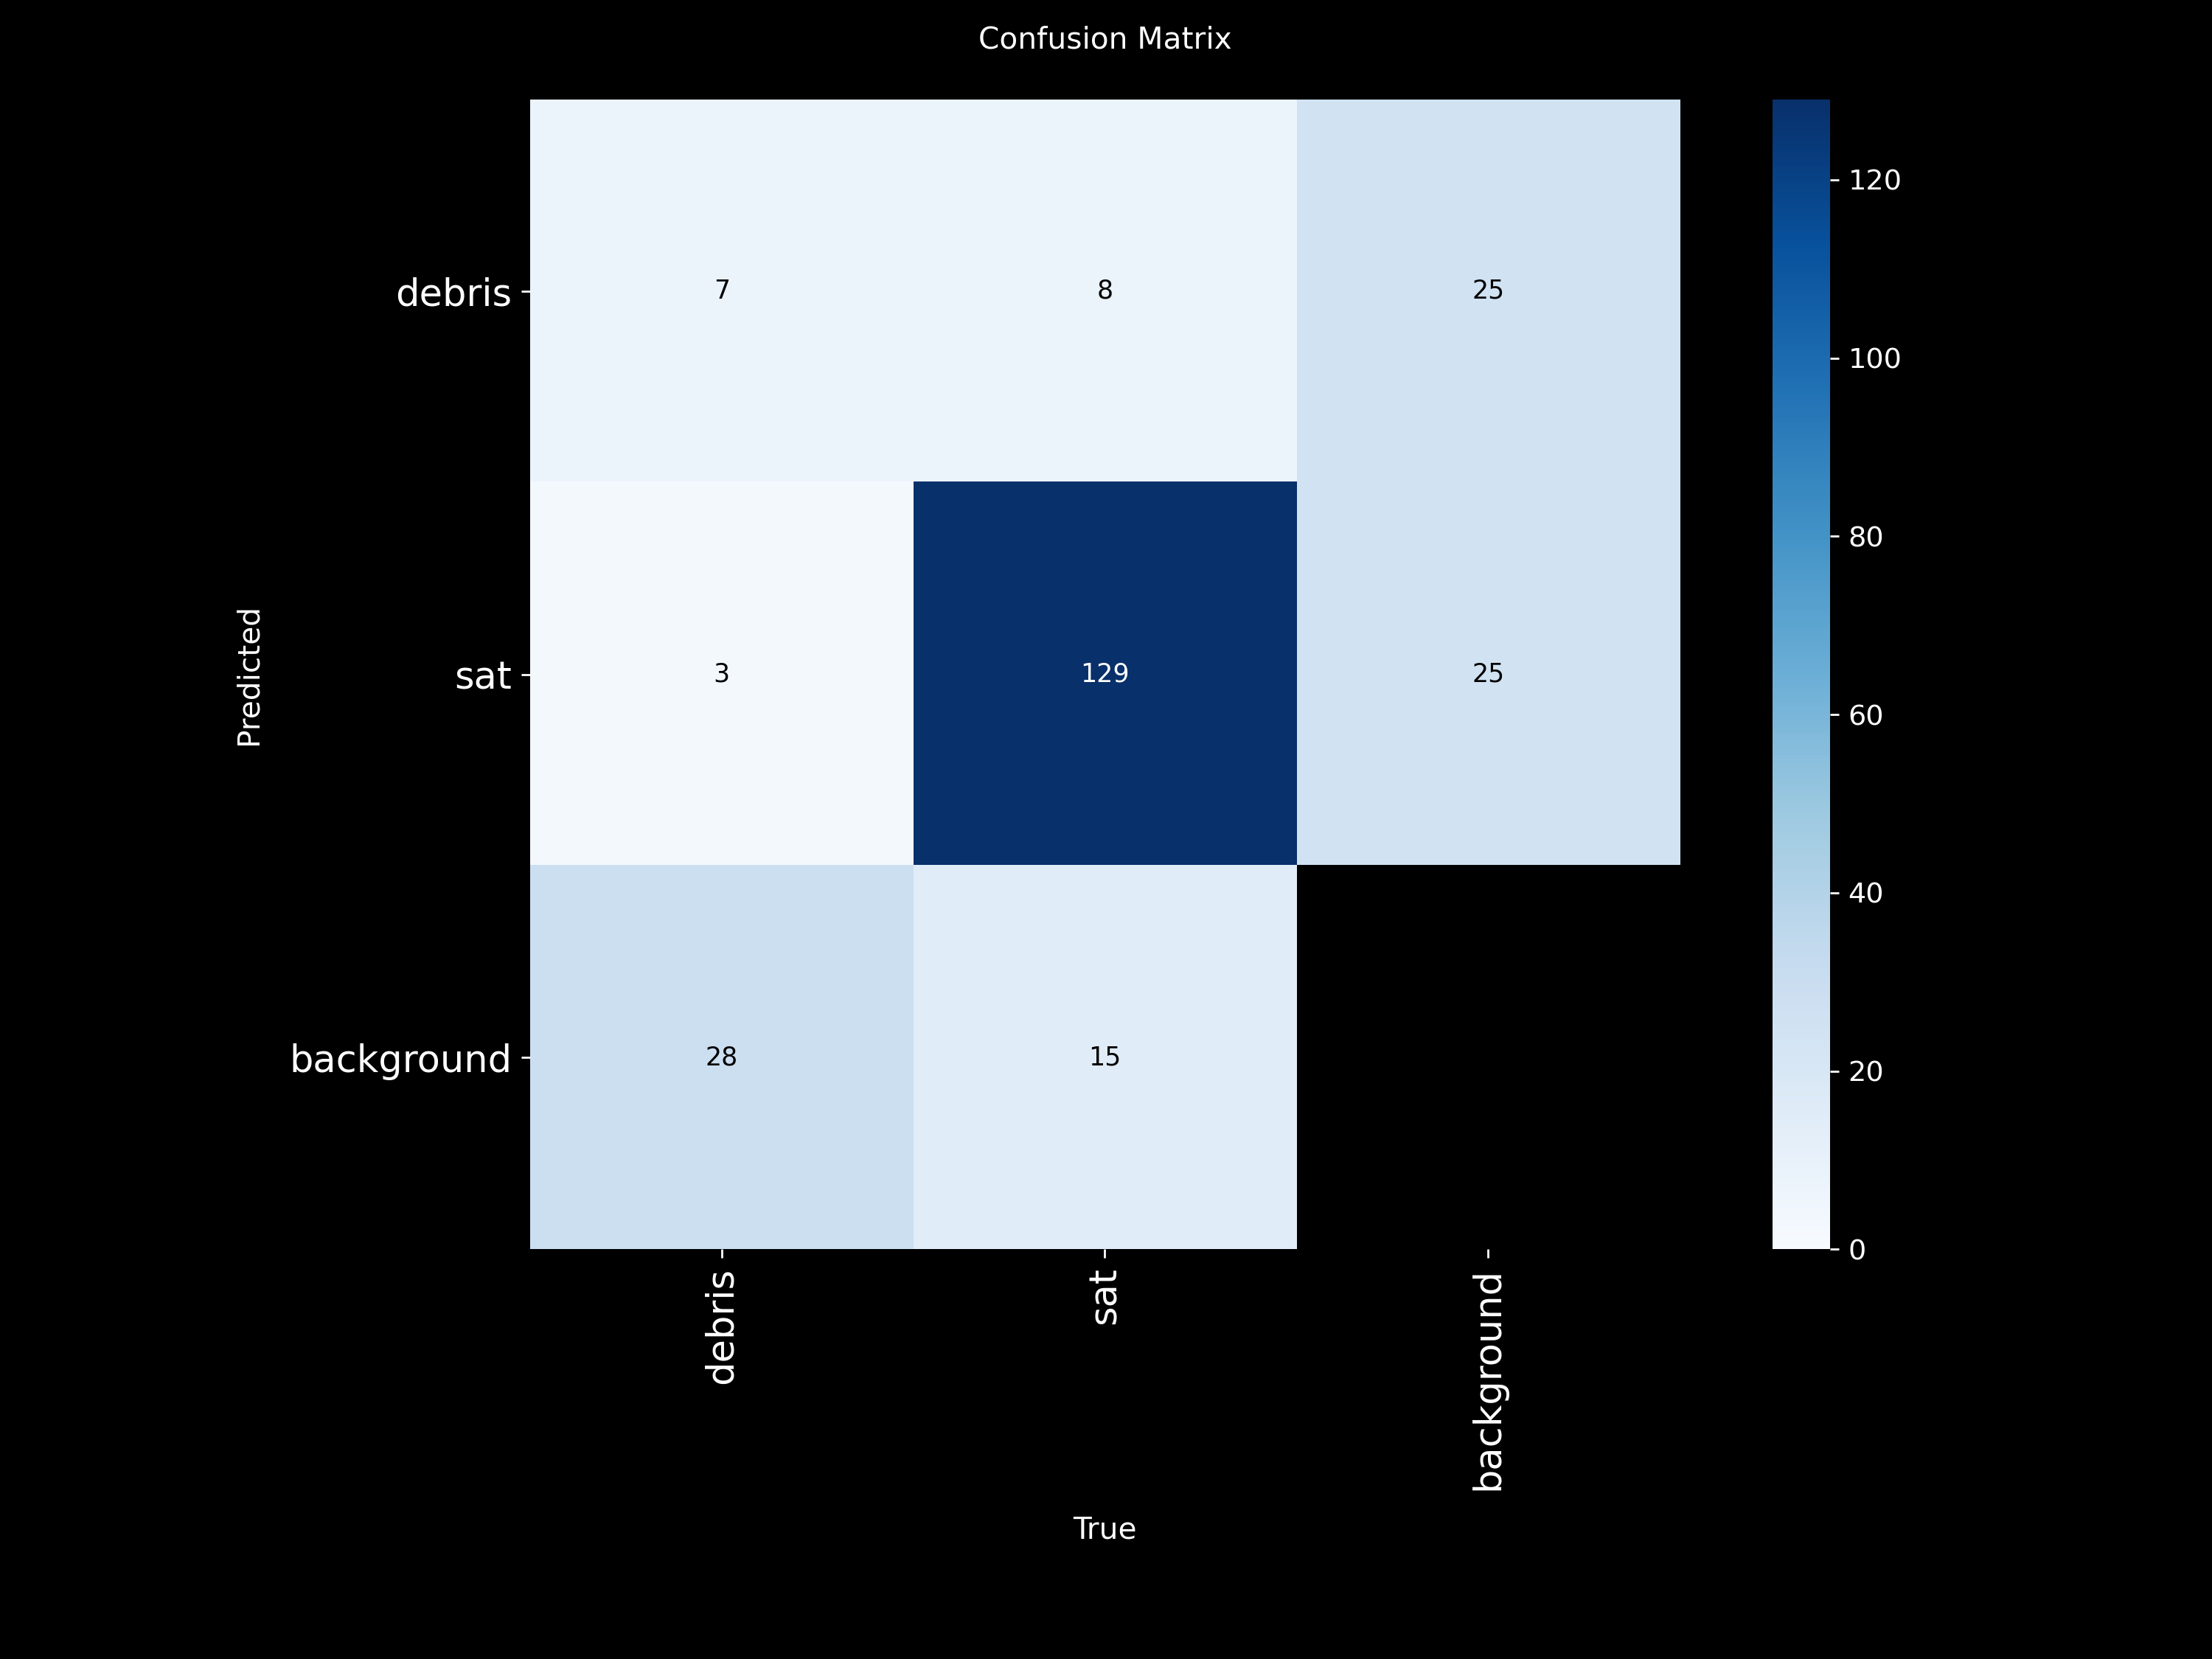 Confusion Matrix
Predicted
debris
7 8 25
sat
3 129 25
background
28 15
debris
sat
background
True
120
100
80
60
40
20
0